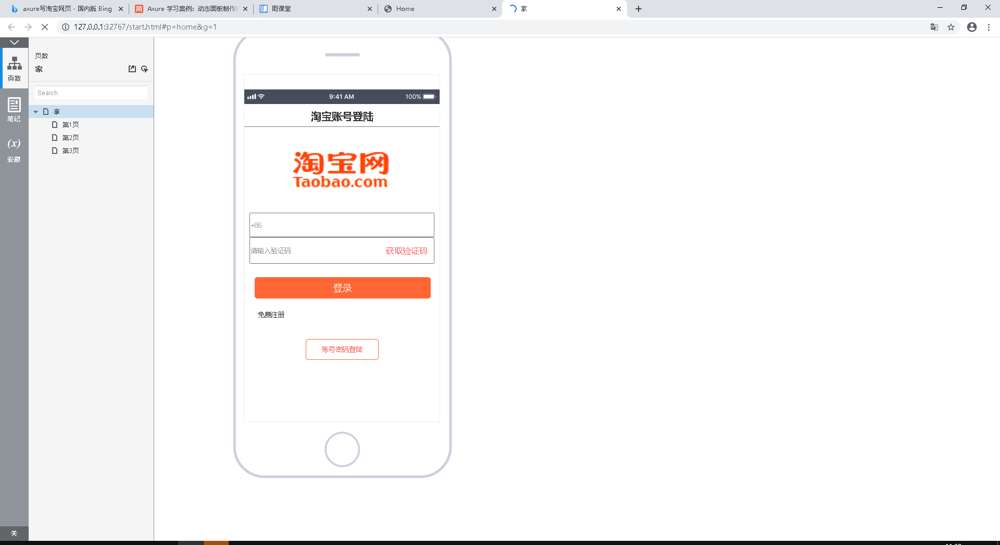 axure写淘宝网页 - 国内版 Bing
Axure 学习案例：动态面板制作
雨课堂
Home
家
127.0.0.1:32767/start.html#p=home&g=1
页数
家
页数
Search
家
第1页
第2页
第3页
笔记
(x)
安慰
关
9:41 AM
100%
淘宝账号登陆
淘宝网
Taobao.com
+86
请输入验证码
获取验证码
登录
免费注册
账号密码登陆